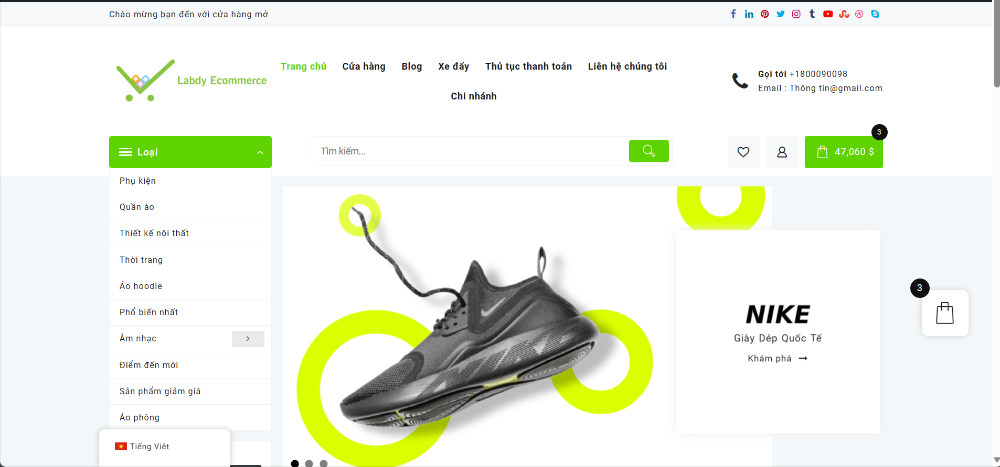 Chào mừng bạn đến với cửa hàng mở
Labdy Ecommerce
Trang chủ Cửa hàng Blog Xe đẩy Thủ tục thanh toán Liên hệ chúng tôi
Chi nhánh
Gọi tới +1800090098
Email : Thông tin@gmail.com
Loại
Tìm kiếm...
3
47,060 $
Phụ kiện
Quần áo
Thiết kế nội thất
Thời trang
Áo hoodie
Phổ biến nhất
Âm nhạc
Điểm đến mới
Sản phẩm giảm giá
Áo phông
NIKE
Giày Dép Quốc Tế
Khám phá
3
Tiếng Việt